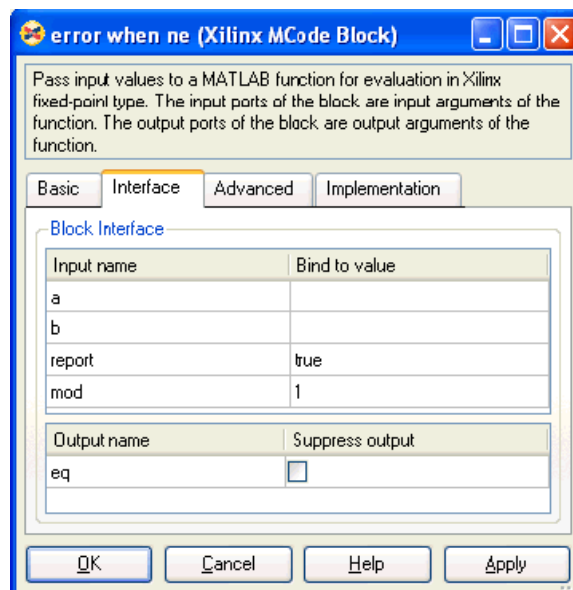 error when ne (Xilinx MCode Block)
Pass input values to a MATLAB function for evaluation in Xilinx
fixed-point type. The input ports of the block are input arguments of the
function. The output ports of the block are output arguments of the
function.
Basic Interface Advanced Implementation
Block Interface
Input name Bind to value
a
b
report true
mod 1
Output name Suppress output
eq
OK Cancel Help Apply